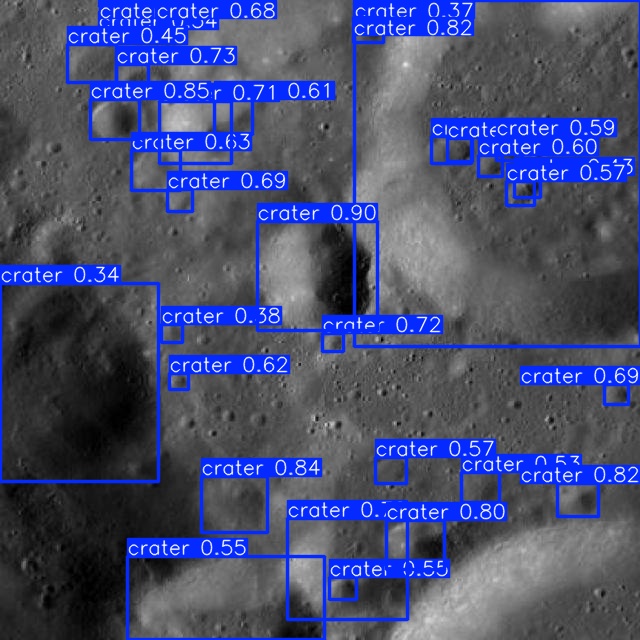 crater 0.68
crater 0.37
crater 0.82
crater 0.45
crater 0.73
crater 0.85
0.71
0.61
crater 0.59
0.63
crater 0.60
crater 0.57
crater 0.69
crater 0.90
crater 0.34
crater 0.38
crater 0.72
crater 0.62
crater 0.69
crater 0.57
crater 0.53
crater 0.84
crater 0.82
crater
crater 0.80
crater 0.55
crater 0.55